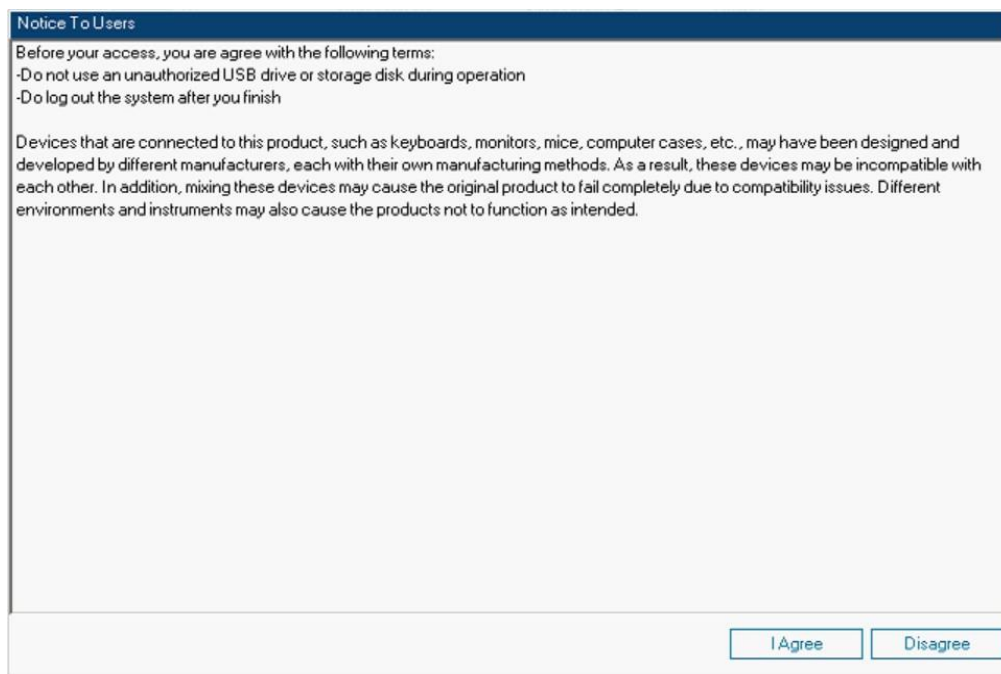 Notice To Users
Before your access, you are agree with the following terms:
-Do not use an unauthorized USB drive or storage disk during operation
-Do log out the system after you finish
Devices that are connected to this product, such as keyboards, monitors, mice, computer cases, etc., may have been designed and
developed by different manufacturers, each with their own manufacturing methods. As a result, these devices may be incompatible with
each other. In addition, mixing these devices may cause the original product to fail completely due to compatibility issues. Different
environments and instruments may also cause the products not to function as intended.
I Agree
Disagree